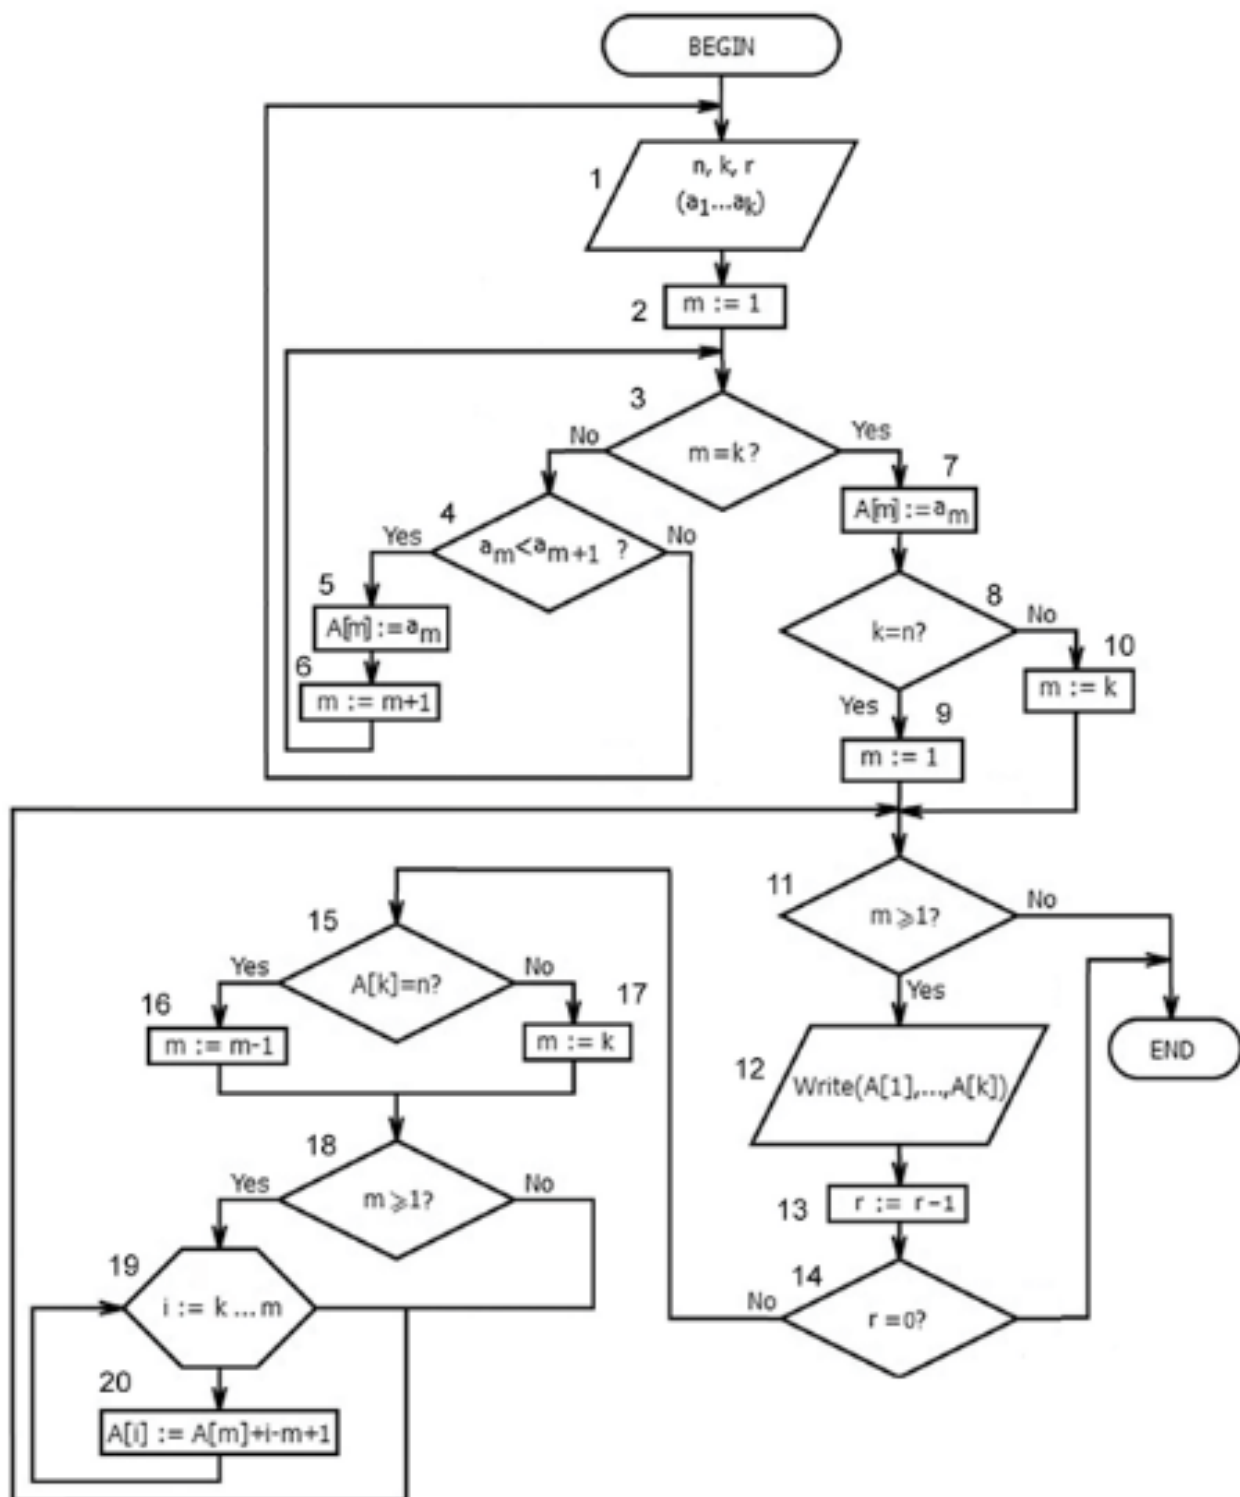 BEGIN
1
n, k, r
(a1...ak)
2
m := 1
3
m=k?
No
Yes
4
am<am+1 ?
Yes
No
5
A[m] := am
6
m := m+1
7
A[m] := am
8
k=n?
No
Yes
10
m := k
9
m := 1
11
m ⩾1?
No
Yes
15
A[k]=n?
Yes
No
16
m := m-1
17
m := k
END
12
Write(A[1],...,A[k])
18
m ⩾1?
Yes
No
13
r := r-1
14
r =0?
No
19
i := k ... m
20
A[i] := A[m]+i-m+1